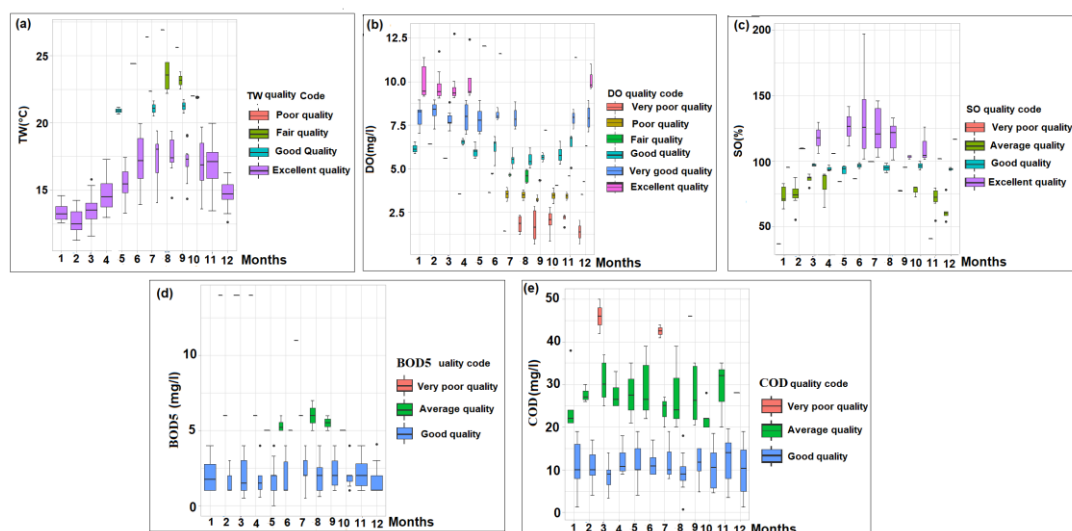 (a)
TW(°C)
25
20
15
TW quality Code
Poor quality
Fair quality
Good Quality
Excellent quality
1 2 3 4 5 6 7 8 9 10 11 12 Months
(b)
DO(mg/l)
12.5
10.0
7.5
5.0
2.5
DO quality code
Very poor quality
Poor quality
Fair quality
Good quality
Very good quality
Excellent quality
1 2 3 4 5 6 7 8 9 10 11 12 Months
(c)
SO(%)
200
150
100
50
SO quality code
Very poor quality
Average quality
Good quality
Excellent quality
1 2 3 4 5 6 7 8 9 10 11 12 Months
(d)
BOD5 (mg/l)
10
5
0
BOD5 uality code
Very poor quality
Average quality
Good quality
1 2 3 4 5 6 7 8 9 10 11 12 Months
(e)
COD(mg/l)
50
40
30
20
10
0
COD quality code
Very poor quality
Average quality
Good quality
1 2 3 4 5 6 7 8 9 10 11 12 Months